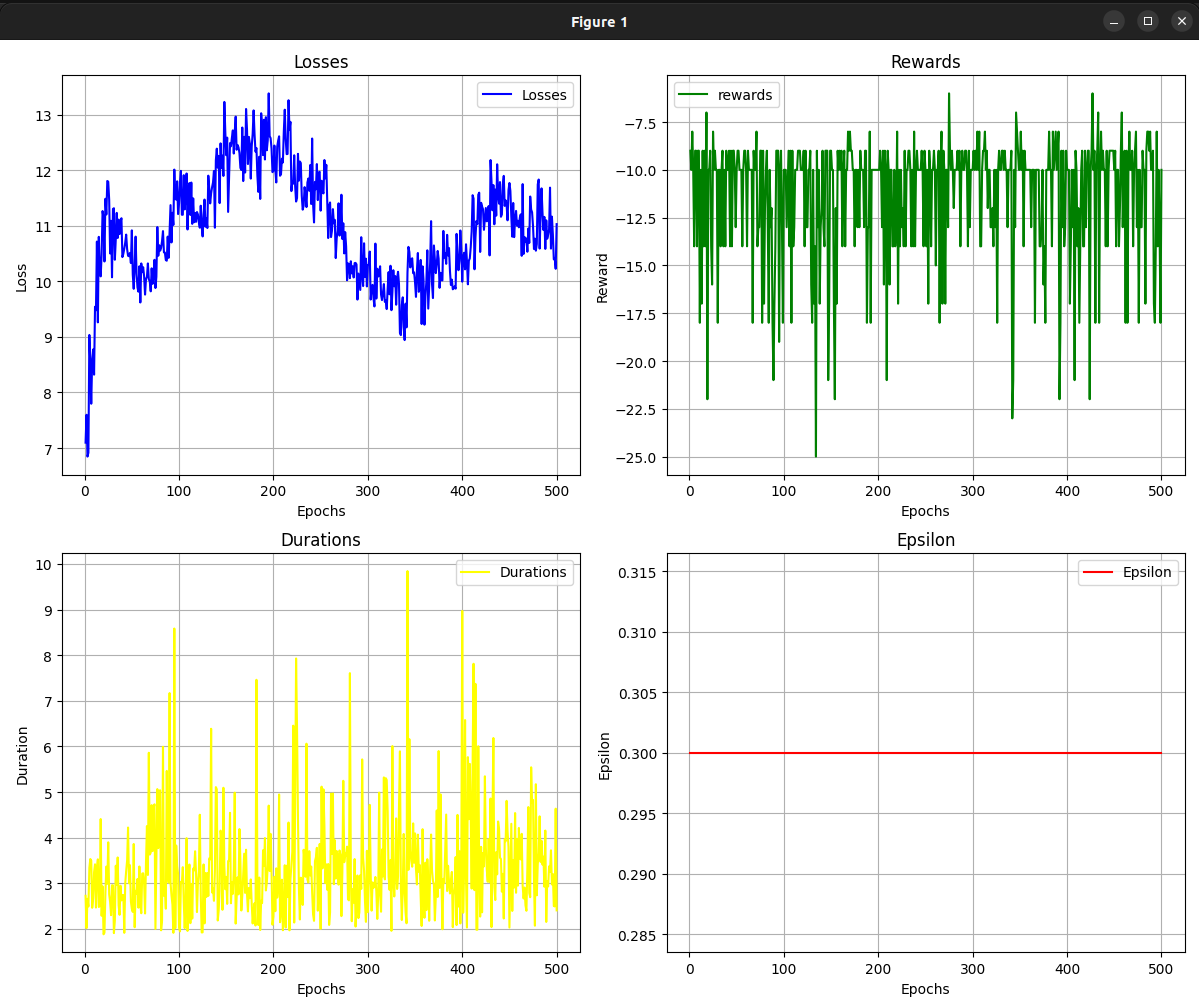 Figure 1
Losses
Losses
13
12
11
10
9
8
7
Loss
0 100 200 300 400 500
Epochs
Rewards
rewards
−7.5
−10.0
−12.5
−15.0
−17.5
−20.0
−22.5
−25.0
Reward
0 100 200 300 400 500
Epochs
Durations
Durations
10
9
8
7
6
5
4
3
2
Duration
0 100 200 300 400 500
Epochs
Epsilon
Epsilon
0.315
0.310
0.305
0.300
0.295
0.290
0.285
Epsilon
0 100 200 300 400 500
Epochs